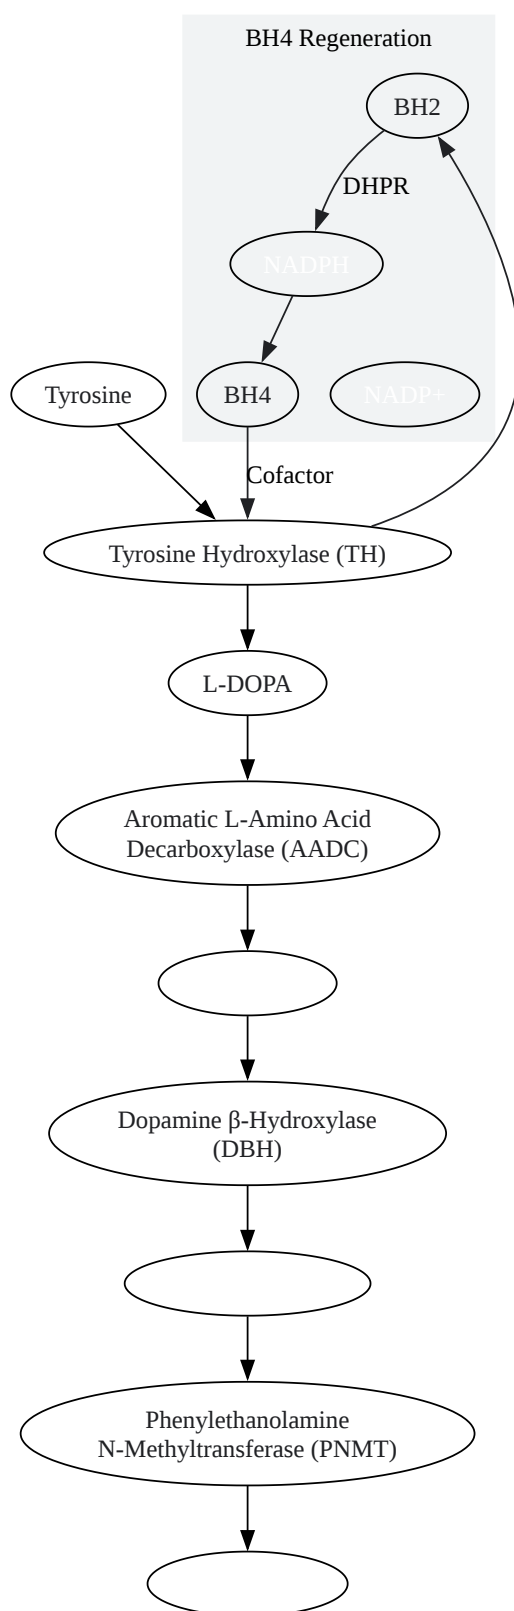 BH4 Regeneration
BH2
DHPR
NADPH
Tyrosine
BH4
NADP+
Cofactor
Tyrosine Hydroxylase (TH)
L-DOPA
Aromatic L-Amino Acid
Decarboxylase (AADC)
Dopamine β-Hydroxylase
(DBH)
Phenylethanolamine
N-Methyltransferase (PNMT)